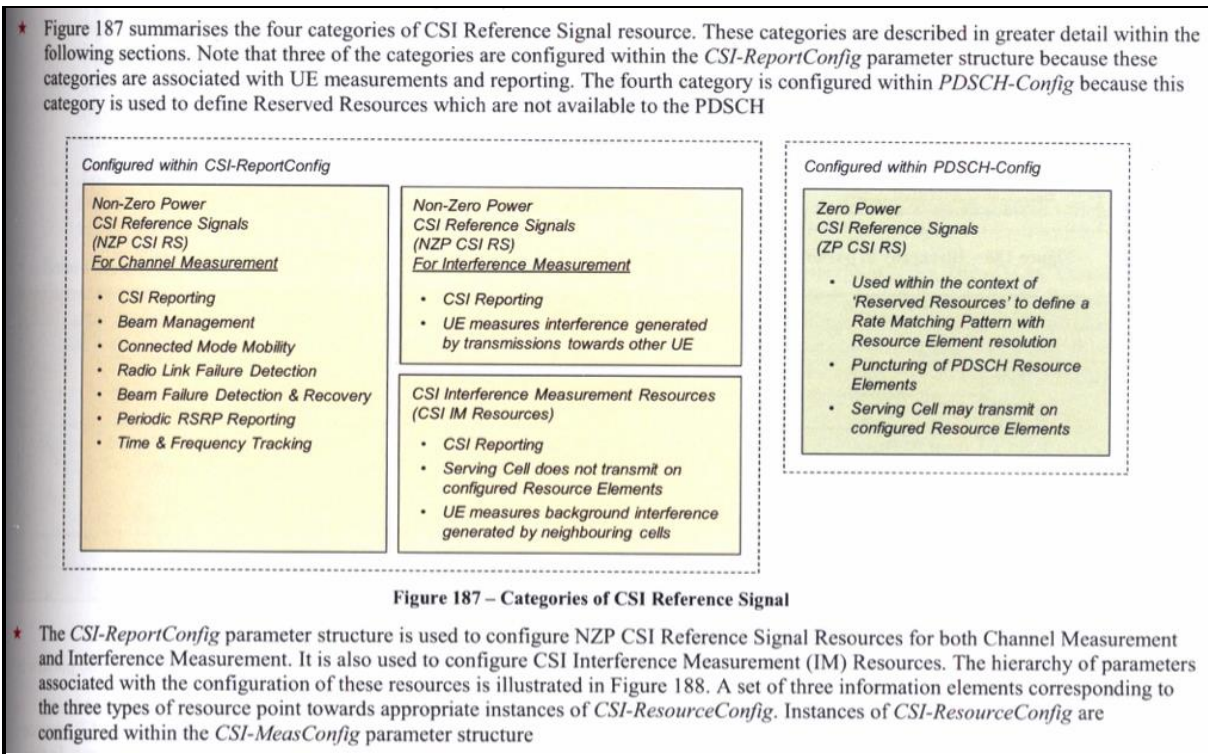 ★ Figure 187 summarises the four categories of CSI Reference Signal resource. These categories are described in greater detail within the
following sections. Note that three of the categories are configured within the CSI-ReportConfig parameter structure because these
categories are associated with UE measurements and reporting. The fourth category is configured within PDSCH-Config because this
category is used to define Reserved Resources which are not available to the PDSCH
Configured within CSI-ReportConfig
Non-Zero Power
CSI Reference Signals
(NZP CSI RS)
For Channel Measurement
• CSI Reporting
• Beam Management
• Connected Mode Mobility
• Radio Link Failure Detection
• Beam Failure Detection & Recovery
• Periodic RSRP Reporting
• Time & Frequency Tracking
Non-Zero Power
CSI Reference Signals
(NZP CSI RS)
For Interference Measurement
• CSI Reporting
• UE measures interference generated
by transmissions towards other UE
CSI Interference Measurement Resources
(CSI IM Resources)
• CSI Reporting
• Serving Cell does not transmit on
configured Resource Elements
• UE measures background interference
generated by neighbouring cells
Configured within PDSCH-Config
Zero Power
CSI Reference Signals
(ZP CSI RS)
• Used within the context of
'Reserved Resources' to define a
Rate Matching Pattern with
Resource Element resolution
• Puncturing of PDSCH Resource
Elements
• Serving Cell may transmit on
configured Resource Elements
Figure 187 – Categories of CSI Reference Signal
★ The CSI-ReportConfig parameter structure is used to configure NZP CSI Reference Signal Resources for both Channel Measurement
and Interference Measurement. It is also used to configure CSI Interference Measurement (IM) Resources. The hierarchy of parameters
associated with the configuration of these resources is illustrated in Figure 188. A set of three information elements corresponding to
the three types of resource point towards appropriate instances of CSI-ResourceConfig. Instances of CSI-ResourceConfig are
configured within the CSI-MeasConfig parameter structure